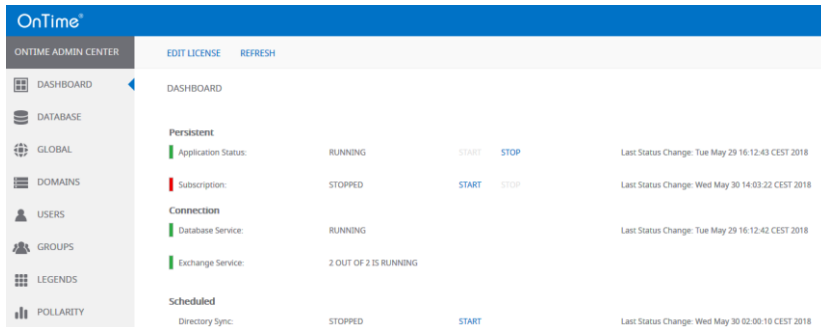 OnTime®
ONTIME ADMIN CENTER
EDIT LICENSE REFRESH
DASHBOARD
DATABASE
GLOBAL
DOMAINS
USERS
GROUPS
LEGENDS
POLLARITY
DASHBOARD
Persistent
Application Status: RUNNING START STOP Last Status Change: Tue May 29 16:12:43 CEST 2018
Subscription: STOPPED START STOP Last Status Change: Wed May 30 14:03:22 CEST 2018
Connection
Database Service: RUNNING Last Status Change: Tue May 29 16:12:42 CEST 2018
Exchange Service: 2 OUT OF 2 IS RUNNING
Scheduled
Directory Sync: STOPPED START Last Status Change: Wed May 30 02:00:10 CEST 2018